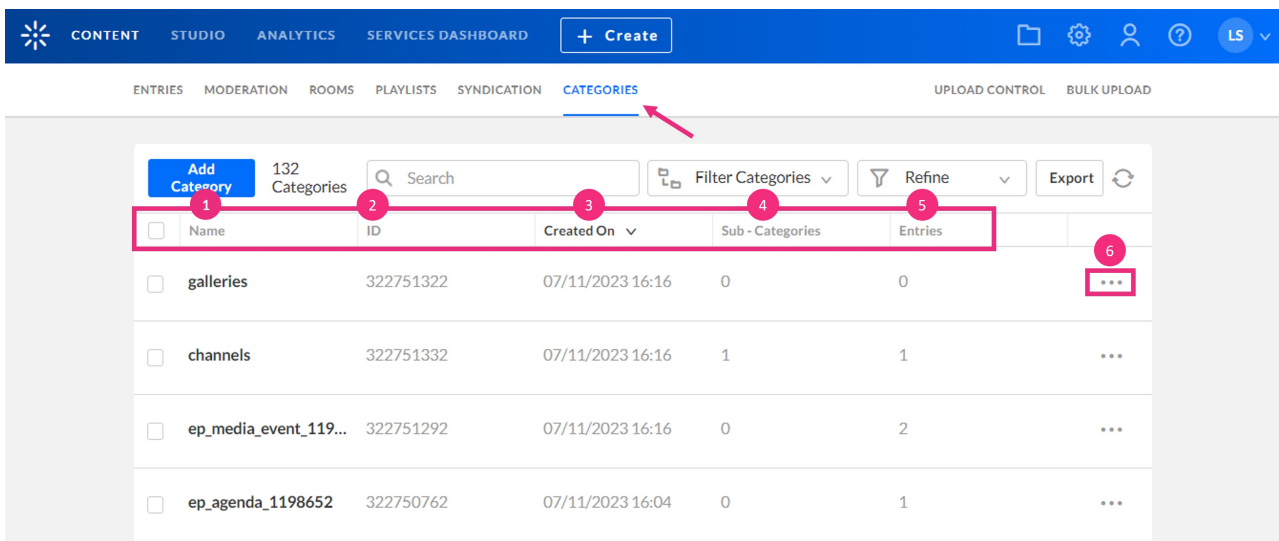 CONTENT STUDIO ANALYTICS SERVICES DASHBOARD + Create LS
ENTRIES MODERATION ROOMS PLAYLISTS SYNDICATION CATEGORIES UPLOAD CONTROL BULK UPLOAD
Add Category 132 Categories Search Filter Categories Refine Export
1 2 3 4 5
Name ID Created On Sub - Categories Entries
6
galleries 322751322 07/11/2023 16:16 0 0 •••
channels 322751332 07/11/2023 16:16 1 1 •••
ep_media_event_119... 322751292 07/11/2023 16:16 0 2 •••
ep_agenda_1198652 322750762 07/11/2023 16:04 0 1 •••